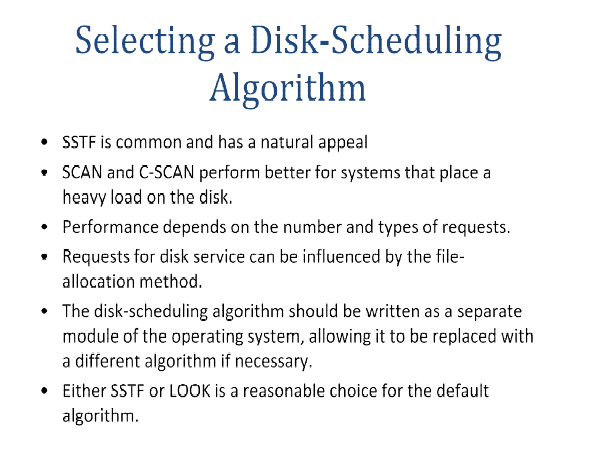 Selecting a Disk-Scheduling
Algorithm
• SSTF is common and has a natural appeal
• SCAN and C-SCAN perform better for systems that place a
heavy load on the disk.
• Performance depends on the number and types of requests.
• Requests for disk service can be influenced by the file-
allocation method.
• The disk-scheduling algorithm should be written as a separate
module of the operating system, allowing it to be replaced with
a different algorithm if necessary.
• Either SSTF or LOOK is a reasonable choice for the default
algorithm.